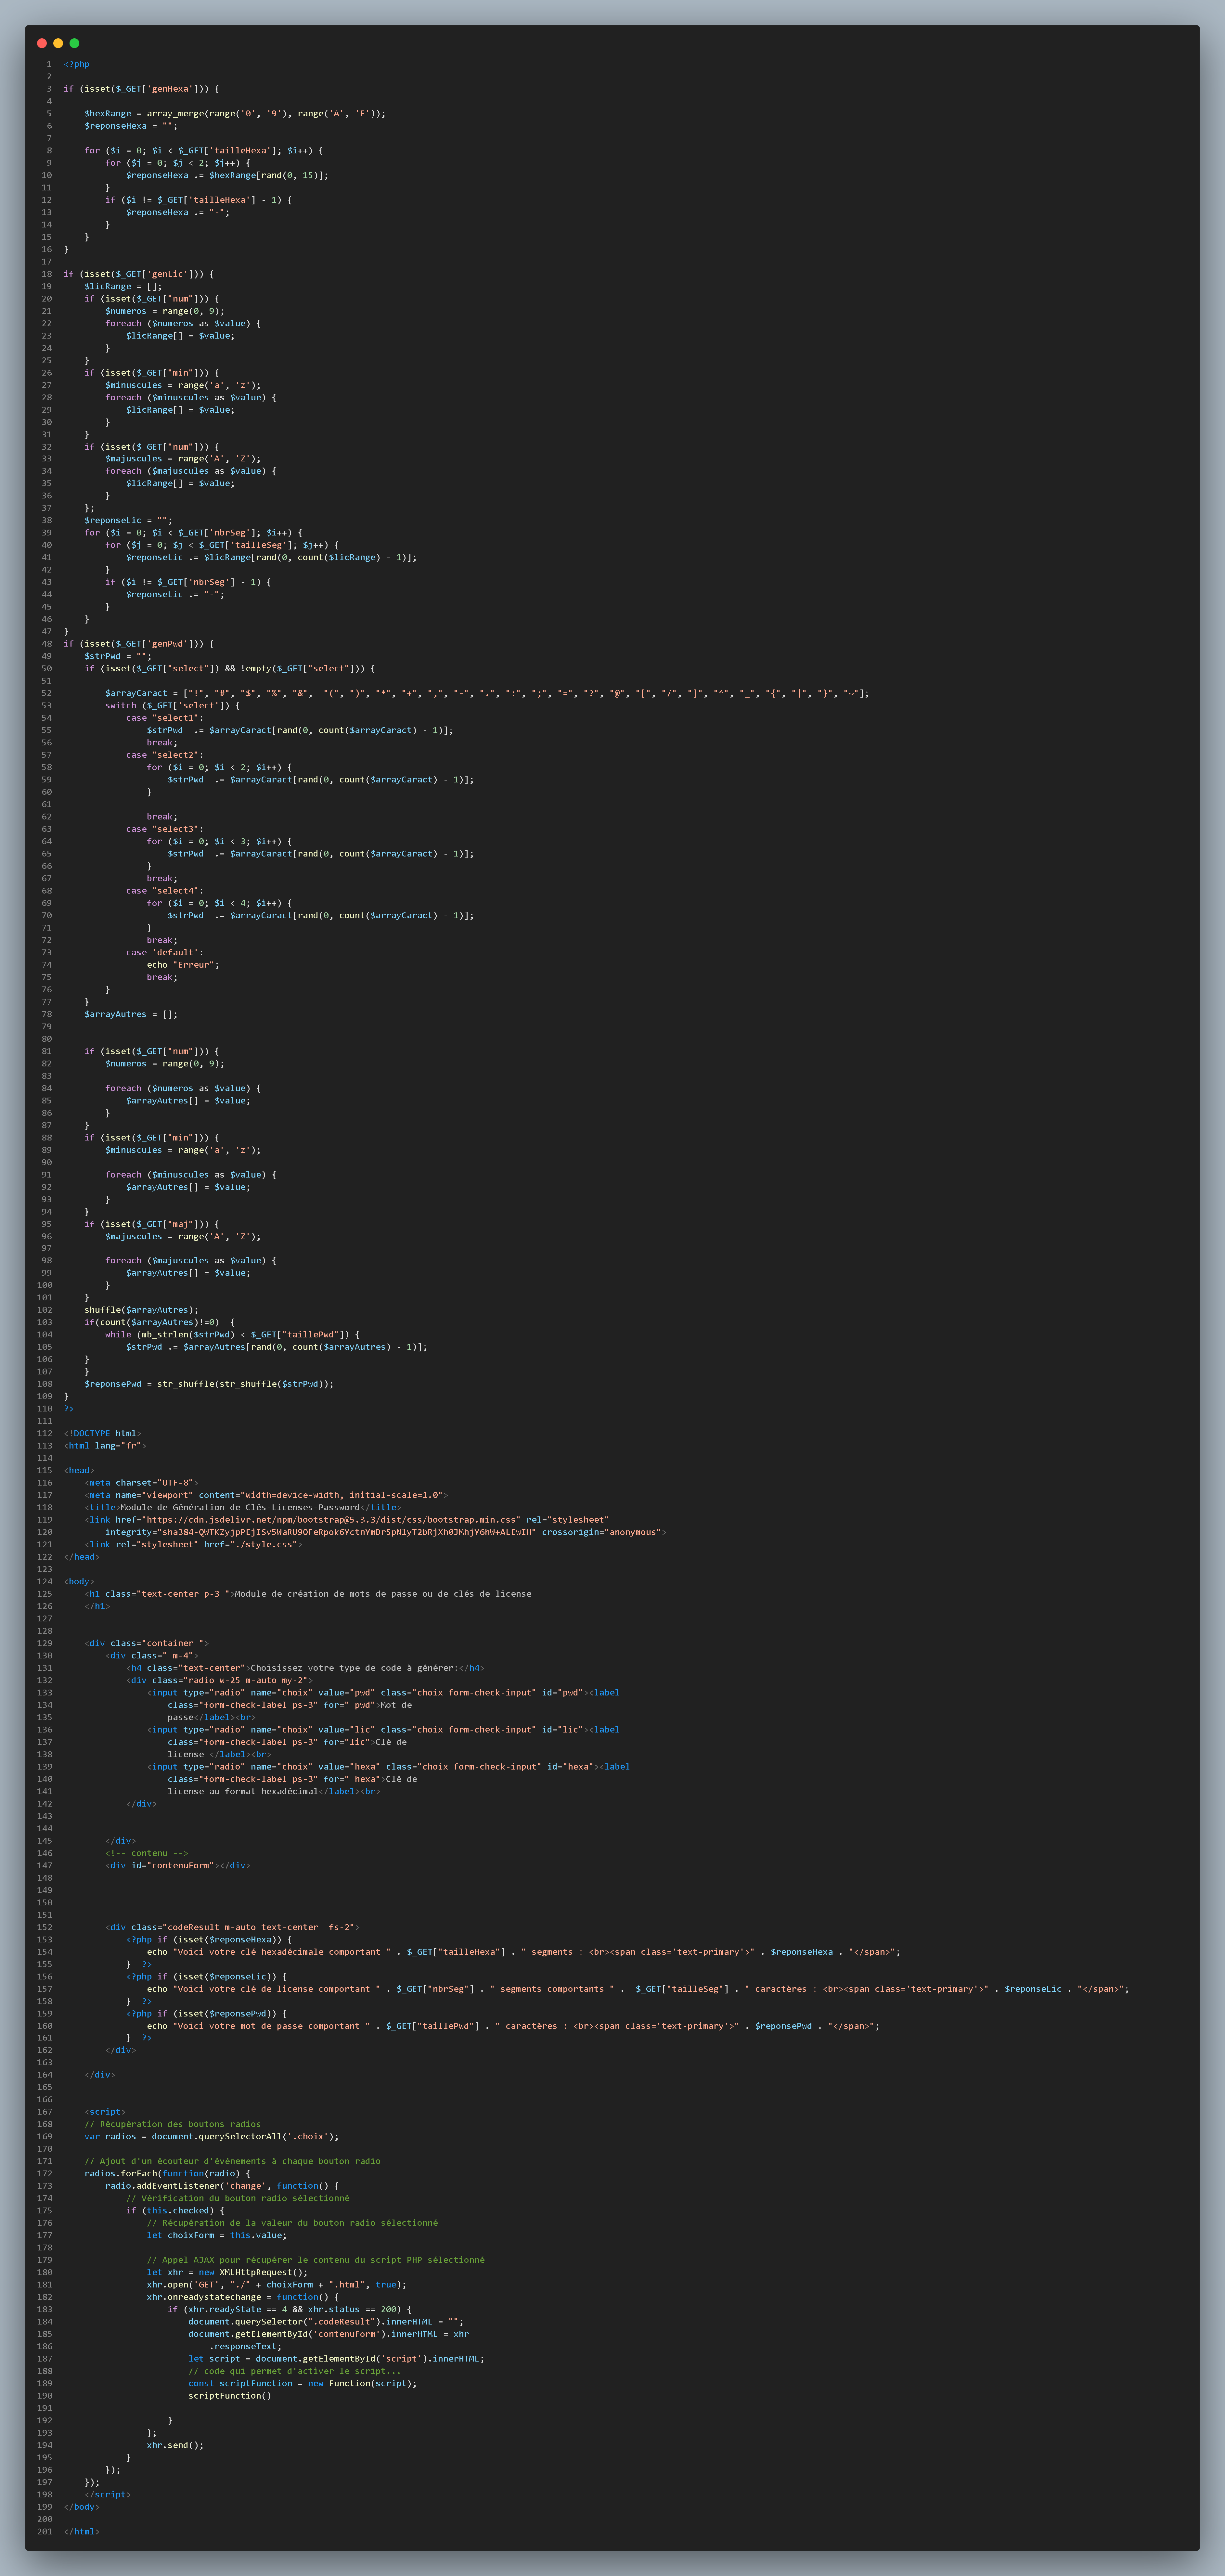 1 <?php
2
3 if (isset($_GET['genHexa'])) {
4
5     $hexRange = array_merge(range('0', '9'), range('A', 'F'));
6     $reponseHexa = "";
7
8     for ($i = 0; $i < $_GET['tailleHexa']; $i++) {
9         for ($j = 0; $j < 2; $j++) {
10             $reponseHexa .= $hexRange[rand(0, 15)];
11         }
12         if ($i != $_GET['tailleHexa'] - 1) {
13             $reponseHexa .= "-";
14         }
15     }
16 }
17
18 if (isset($_GET['genLic'])) {
19     $licRange = [];
20     if (isset($_GET["num"])) {
21         $numeros = range(0, 9);
22         foreach ($numeros as $value) {
23             $licRange[] = $value;
24         }
25     }
26     if (isset($_GET["min"])) {
27         $minuscules = range('a', 'z');
28         foreach ($minuscules as $value) {
29             $licRange[] = $value;
30         }
31     }
32     if (isset($_GET["num"])) {
33         $majuscules = range('A', 'Z');
34         foreach ($majuscules as $value) {
35             $licRange[] = $value;
36         }
37     };
38     $reponseLic = "";
39     for ($i = 0; $i < $_GET['nbrSeg']; $i++) {
40         for ($j = 0; $j < $_GET['tailleSeg']; $j++) {
41             $reponseLic .= $licRange[rand(0, count($licRange) - 1)];
42         }
43         if ($i != $_GET['nbrSeg'] - 1) {
44             $reponseLic .= "-";
45         }
46     }
47 }
48 if (isset($_GET['genPwd'])) {
49     $strPwd = "";
50     if (isset($_GET["select"]) && !empty($_GET["select"])) {
51
52         $arrayCaract = ["!", "#", "$", "%", "&",  "(", ")", "*", "+", ",", "-", ".", ":", ";", "=", "?", "@", "[", "/", "]", "^", "_", "{", "|", "}", "~"];
53         switch ($_GET['select']) {
54             case "select1":
55                 $strPwd  .= $arrayCaract[rand(0, count($arrayCaract) - 1)];
56                 break;
57             case "select2":
58                 for ($i = 0; $i < 2; $i++) {
59                     $strPwd  .= $arrayCaract[rand(0, count($arrayCaract) - 1)];
60                 }
61
62                 break;
63             case "select3":
64                 for ($i = 0; $i < 3; $i++) {
65                     $strPwd  .= $arrayCaract[rand(0, count($arrayCaract) - 1)];
66                 }
67                 break;
68             case "select4":
69                 for ($i = 0; $i < 4; $i++) {
70                     $strPwd  .= $arrayCaract[rand(0, count($arrayCaract) - 1)];
71                 }
72                 break;
73             case 'default':
74                 echo "Erreur";
75                 break;
76         }
77     }
78     $arrayAutres = [];
79
80
81     if (isset($_GET["num"])) {
82         $numeros = range(0, 9);
83
84         foreach ($numeros as $value) {
85             $arrayAutres[] = $value;
86         }
87     }
88     if (isset($_GET["min"])) {
89         $minuscules = range('a', 'z');
90
91         foreach ($minuscules as $value) {
92             $arrayAutres[] = $value;
93         }
94     }
95     if (isset($_GET["maj"])) {
96         $majuscules = range('A', 'Z');
97
98         foreach ($majuscules as $value) {
99             $arrayAutres[] = $value;
100         }
101     }
102     shuffle($arrayAutres);
103     if(count($arrayAutres)!=0)  {
104         while (mb_strlen($strPwd) < $_GET["taillePwd"]) {
105             $strPwd .= $arrayAutres[rand(0, count($arrayAutres) - 1)];
106     }
107     }
108     $reponsePwd = str_shuffle(str_shuffle($strPwd));
109 }
110 ?>
111
112 <!DOCTYPE html>
113 <html lang="fr">
114
115 <head>
116     <meta charset="UTF-8">
117     <meta name="viewport" content="width=device-width, initial-scale=1.0">
118     <title>Module de Génération de Clés-Licenses-Password</title>
119     <link href="https://cdn.jsdelivr.net/npm/bootstrap@5.3.3/dist/css/bootstrap.min.css" rel="stylesheet"
120         integrity="sha384-QWTKZyjpPEjISv5WaRU9OFeRpok6YctnYmDr5pNlyT2bRjXh0JMhjY6hW+ALEwIH" crossorigin="anonymous">
121     <link rel="stylesheet" href="./style.css">
122 </head>
123
124 <body>
125     <h1 class="text-center p-3 ">Module de création de mots de passe ou de clés de license
126     </h1>
127
128
129     <div class="container ">
130         <div class=" m-4">
131             <h4 class="text-center">Choisissez votre type de code à générer:</h4>
132             <div class="radio w-25 m-auto my-2">
133                 <input type="radio" name="choix" value="pwd" class="choix form-check-input" id="pwd"><label
134                     class="form-check-label ps-3" for=" pwd">Mot de
135                     passe</label><br>
136                 <input type="radio" name="choix" value="lic" class="choix form-check-input" id="lic"><label
137                     class="form-check-label ps-3" for="lic">Clé de
138                     license </label><br>
139                 <input type="radio" name="choix" value="hexa" class="choix form-check-input" id="hexa"><label
140                     class="form-check-label ps-3" for=" hexa">Clé de
141                     license au format hexadécimal</label><br>
142             </div>
143
144
145         </div>
146         <!-- contenu -->
147         <div id="contenuForm"></div>
148
149
150
151
152         <div class="codeResult m-auto text-center  fs-2">
153             <?php if (isset($reponseHexa)) {
154                 echo "Voici votre clé hexadécimale comportant " . $_GET["tailleHexa"] . " segments : <br><span class='text-primary'>" . $reponseHexa . "</span>";
155             }  ?>
156             <?php if (isset($reponseLic)) {
157                 echo "Voici votre clé de license comportant " . $_GET["nbrSeg"] . " segments comportants " .  $_GET["tailleSeg"] . " caractères : <br><span class='text-primary'>" . $reponseLic . "</span>";
158             }  ?>
159             <?php if (isset($reponsePwd)) {
160                 echo "Voici votre mot de passe comportant " . $_GET["taillePwd"] . " caractères : <br><span class='text-primary'>" . $reponsePwd . "</span>";
161             }  ?>
162         </div>
163
164     </div>
165
166
167     <script>
168     // Récupération des boutons radios
169     var radios = document.querySelectorAll('.choix');
170
171     // Ajout d'un écouteur d'événements à chaque bouton radio
172     radios.forEach(function(radio) {
173         radio.addEventListener('change', function() {
174             // Vérification du bouton radio sélectionné
175             if (this.checked) {
176                 // Récupération de la valeur du bouton radio sélectionné
177                 let choixForm = this.value;
178
179                 // Appel AJAX pour récupérer le contenu du script PHP sélectionné
180                 let xhr = new XMLHttpRequest();
181                 xhr.open('GET', "./" + choixForm + ".html", true);
182                 xhr.onreadystatechange = function() {
183                     if (xhr.readyState == 4 && xhr.status == 200) {
184                         document.querySelector(".codeResult").innerHTML = "";
185                         document.getElementById('contenuForm').innerHTML = xhr
186                             .responseText;
187                         let script = document.getElementById('script').innerHTML;
188                         // code qui permet d'activer le script...
189                         const scriptFunction = new Function(script);
190                         scriptFunction()
191
192                     }
193                 };
194                 xhr.send();
195             }
196         });
197     });
198     </script>
199 </body>
200
201 </html>